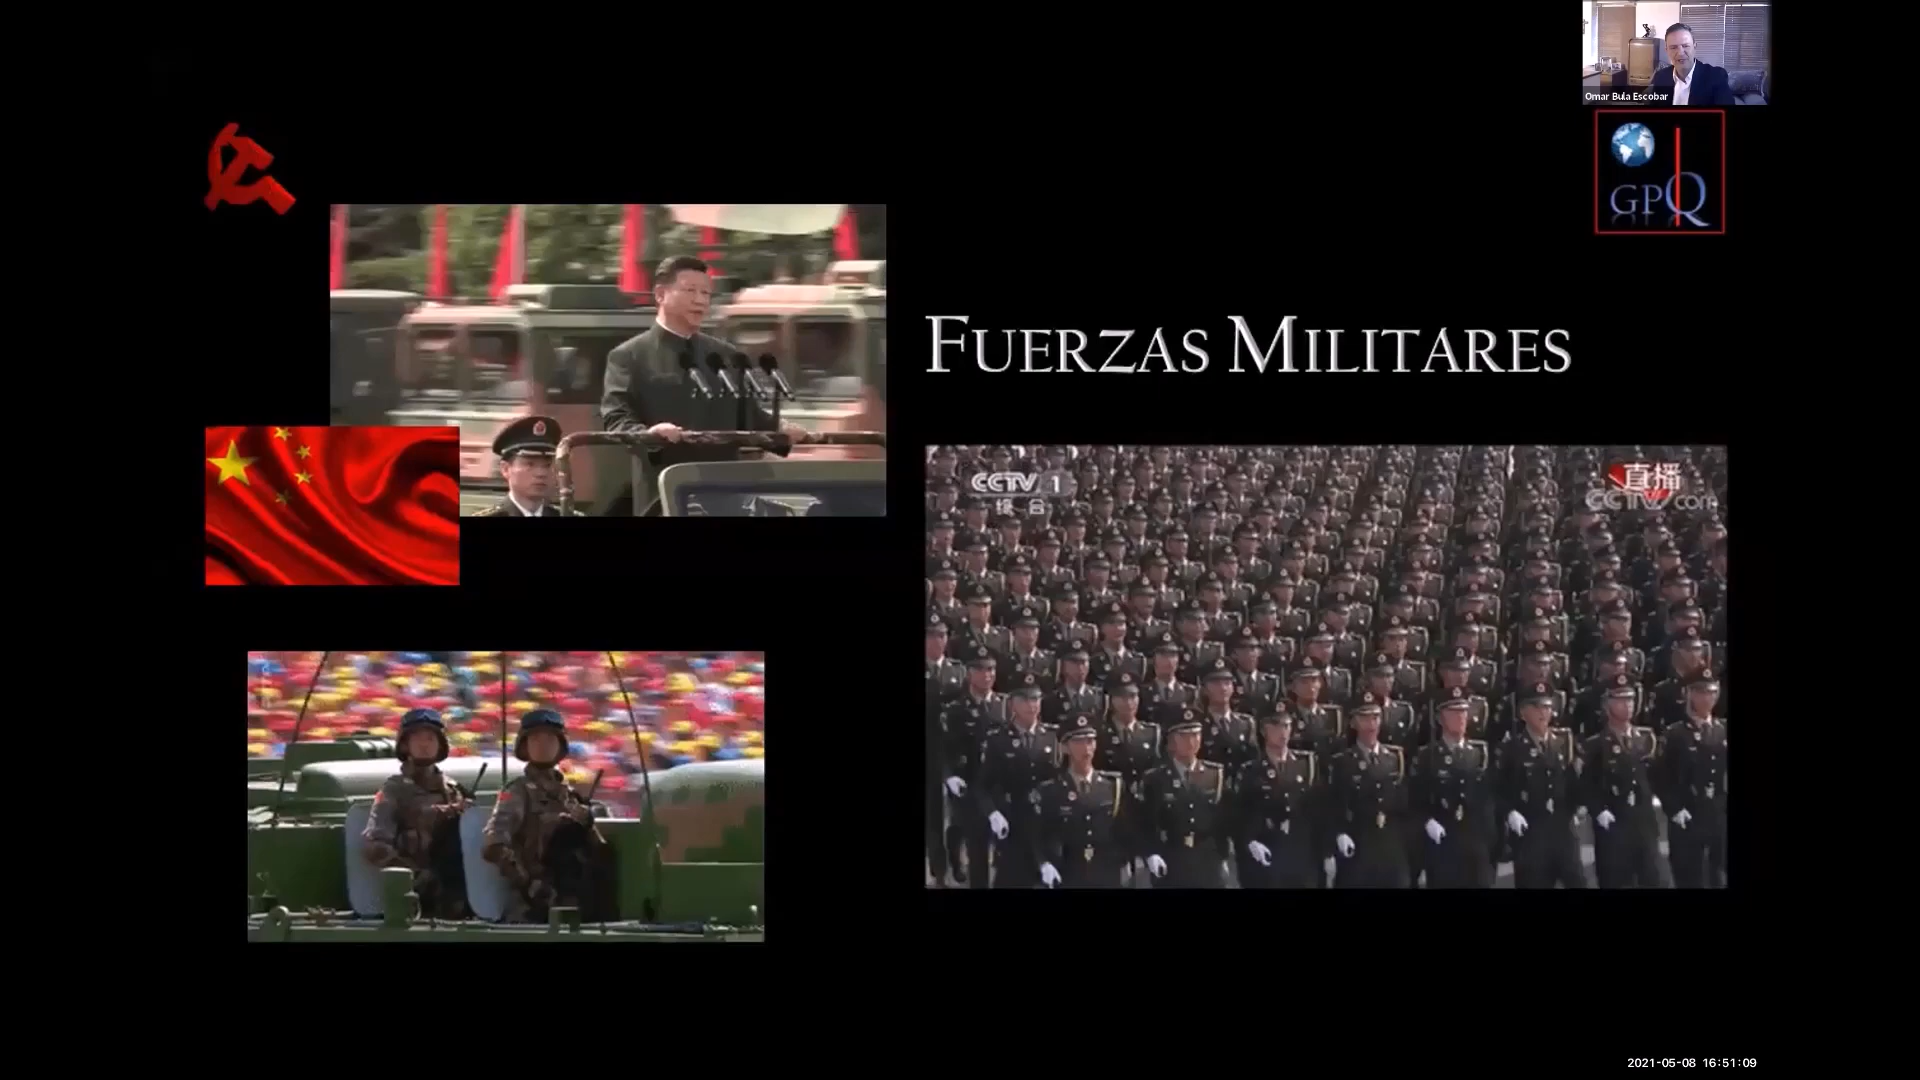 Omar Bula Escobar
GPQ
FUERZAS MILITARES
CCTV 1
综合
直播
CCTV.com
2021-05-08 16:51:09